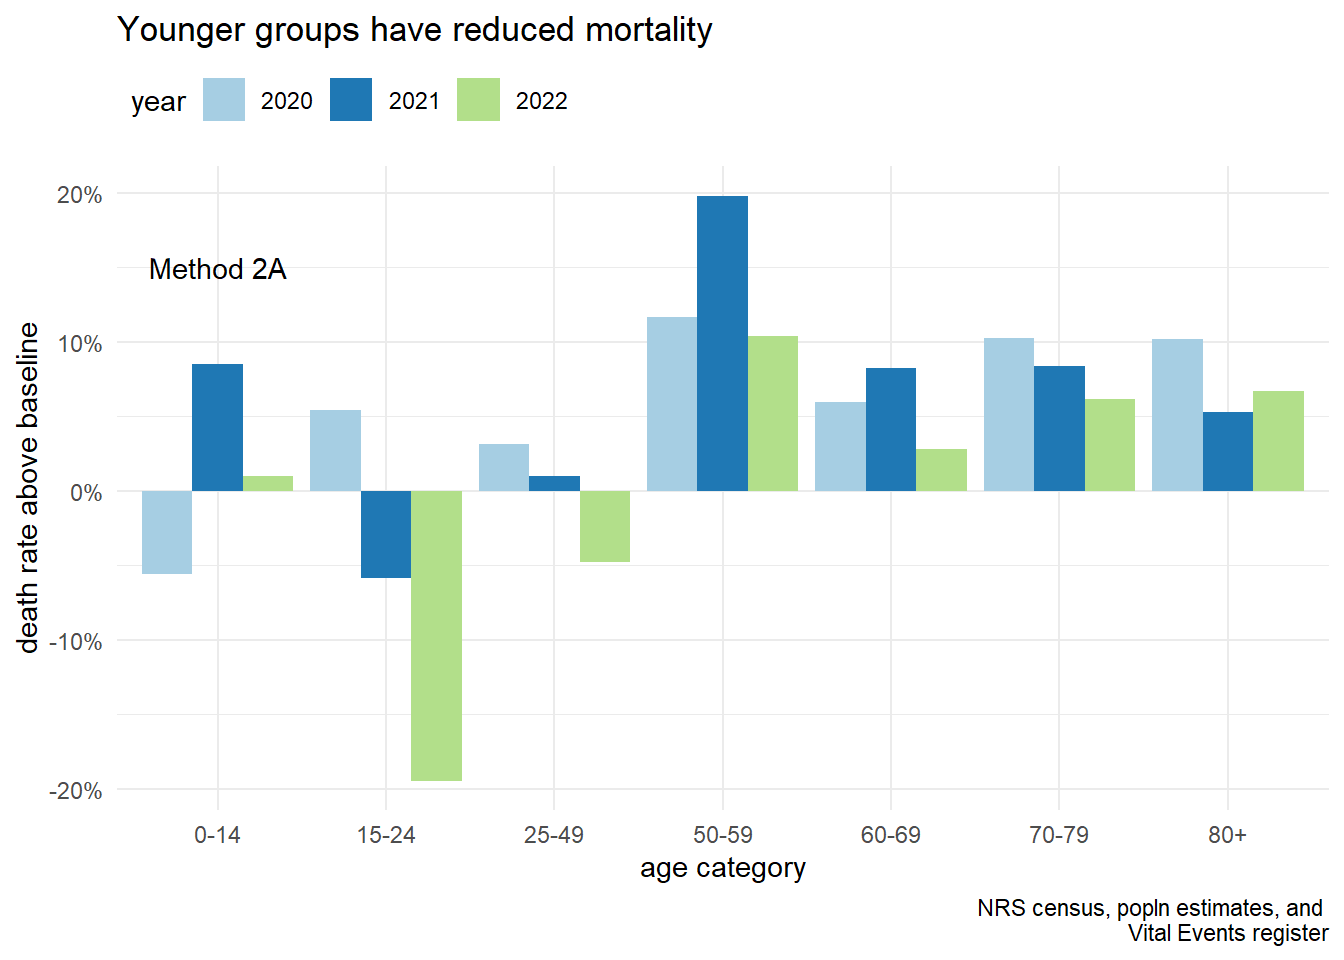 Younger groups have reduced mortality
year 2020 2021 2022
20%
Method 2A
10%
0%
-10%
-20%
death rate above baseline
0-14 15-24 25-49 50-59 60-69 70-79 80+
age category
NRS census, popln estimates, and
Vital Events register